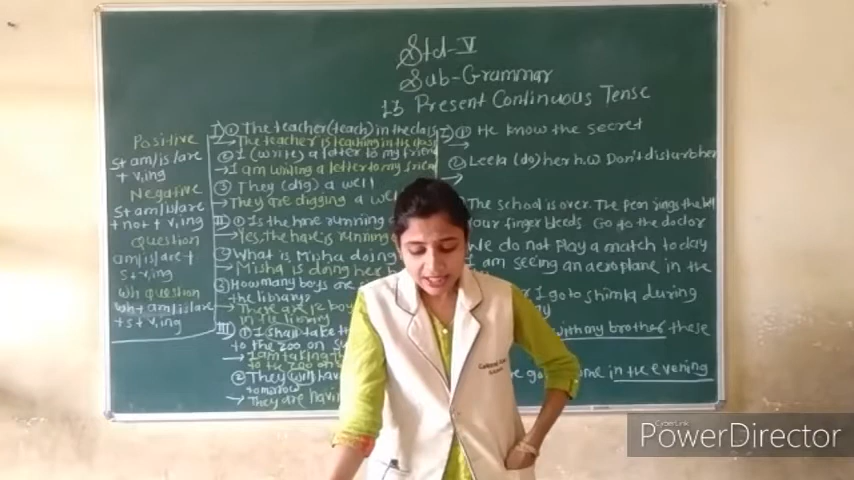 Std-V
Sub-Grammar
13 Present Continuous Tense
Positive
S+ am/is/are
+ v,ing
Negative
S+ am/is/are
+ not + v,ing
Question
am/is/are +
s+v,ing
Wh question
Wh+am/is/are
+ s + v,ing
I) ① The teacher (teach) in the class
→ The teacher is teaching in the class
② I (write) a letter to my friend
→ I am writing a letter to my friend
③ They (dig) a well
→ They are digging a well
II ① Is the hare running
→ Yes, the hare is running
② What is Misha doing
Misha is doing her
③ How many boys are
the library?
→ There are 12 boys
in the library
III ① I shall take the
to the zoo on
→ I am taking
to the zoo on
② They will have
tomorrow
→ They are having
① He know the secret
→
② Leela (do) her h.w Don't disturb her
→
The school is over. The peon rings the bell
your finger bleeds. Go to the doctor
We do not play a match today
I am seeing an aeroplane in the
I go to shimla during
with my brother these
in the evening
CyberLink
PowerDirector